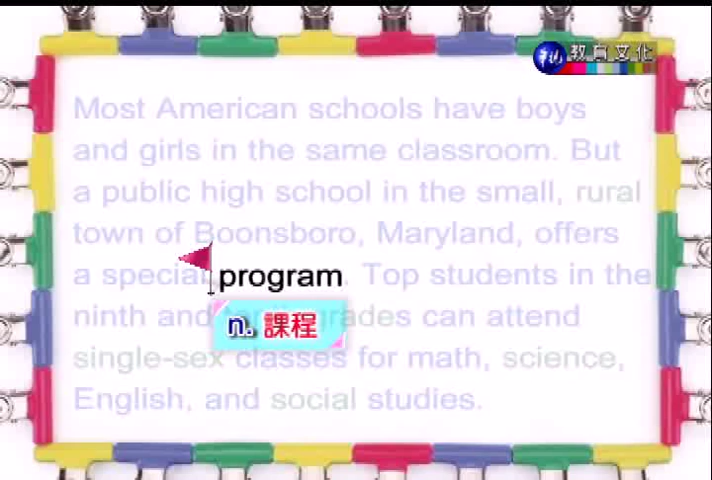 華視 教育文化
Most American schools have boys
and girls in the same classroom. But
a public high school in the small, rural
town of Boonsboro, Maryland, offers
a special program. Top students in the
ninth and grades can attend
n. 課程
single-sex classes for math, science,
English, and social studies.